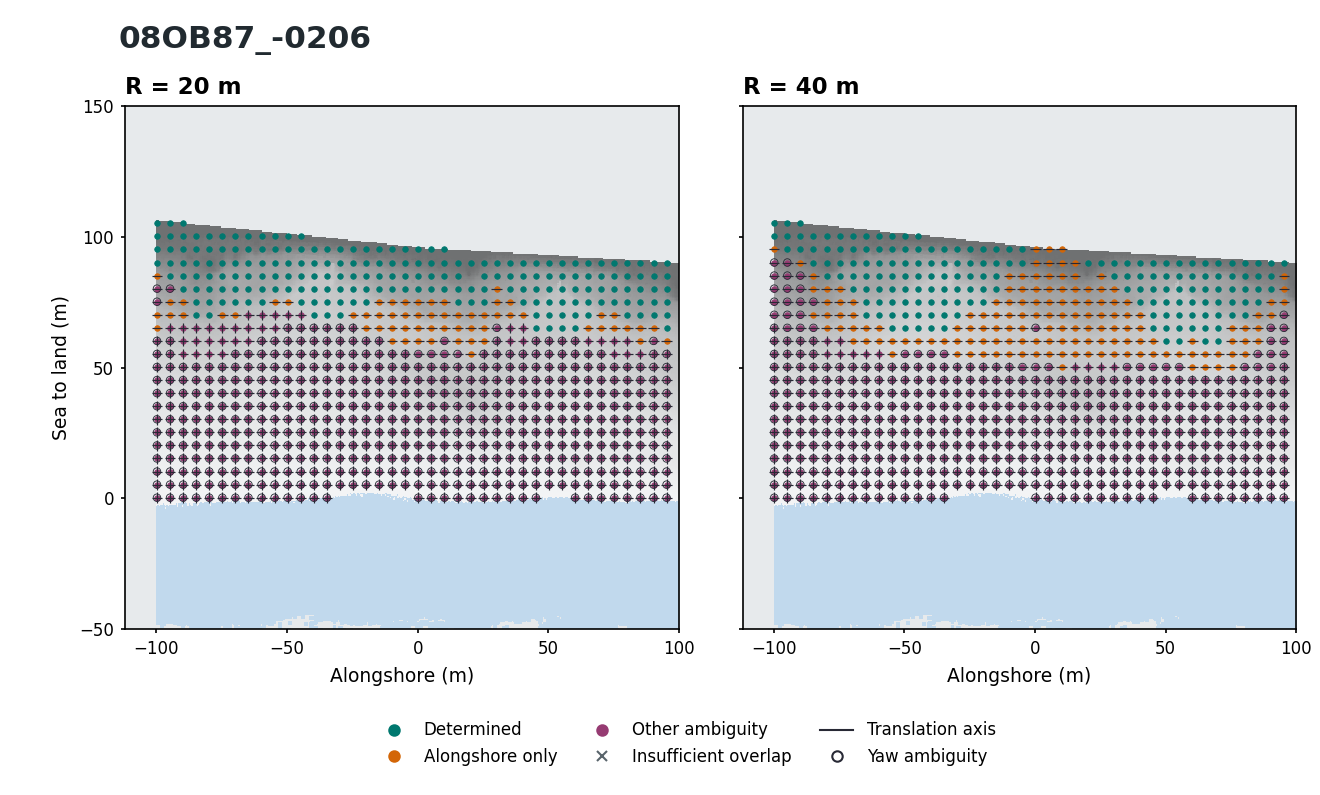 08OB87_-0206
R = 20 m
R = 40 m
150
100
50
0
−50
Sea to land (m)
−100 −50 0 50 100
−100 −50 0 50 100
Alongshore (m)
Alongshore (m)
Determined
Other ambiguity
Translation axis
Alongshore only
Insufficient overlap
Yaw ambiguity